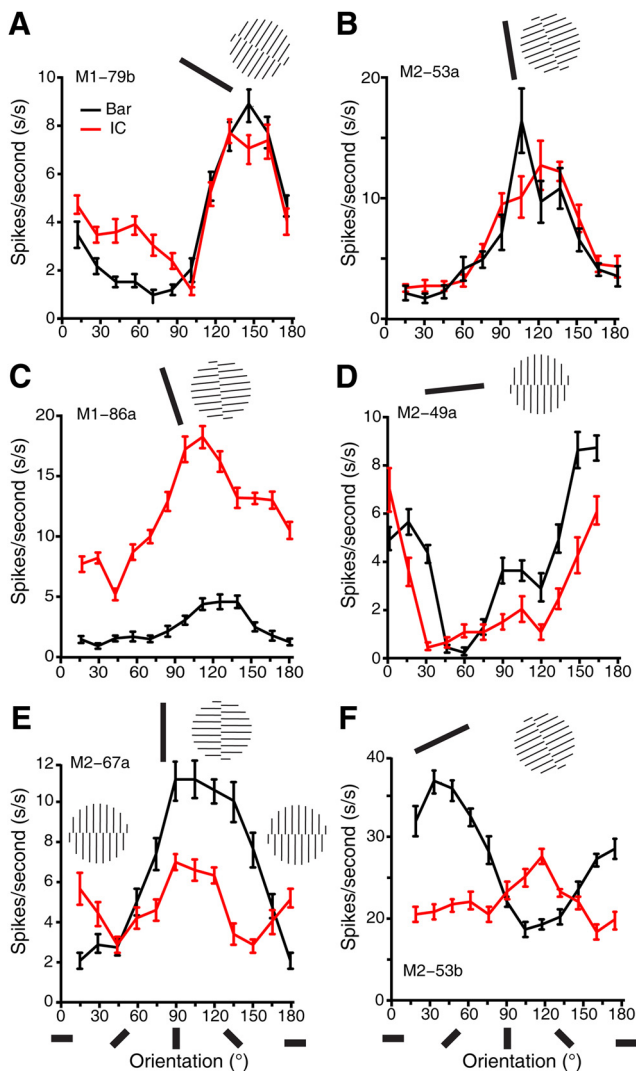 A
M1−79b
Bar
IC
Spikes/second (s/s)
10
8
6
4
2
0
0 30 60 90 120 150 180
B
M2−53a
Spikes/second (s/s)
20
10
0
0 30 60 90 120 150 180
C
M1−86a
Spikes/second (s/s)
20
15
10
5
0
0 30 60 90 120 150 180
D
M2−49a
Spikes/second (s/s)
10
8
6
4
2
0
0 30 60 90 120 150 180
E
M2−67a
Spikes/second (s/s)
12
10
8
6
4
2
0
0 30 60 90 120 150 180
Orientation (°)
F
M2−53b
Spikes/second (s/s)
40
30
20
10
0
0 30 60 90 120 150 180
Orientation (°)